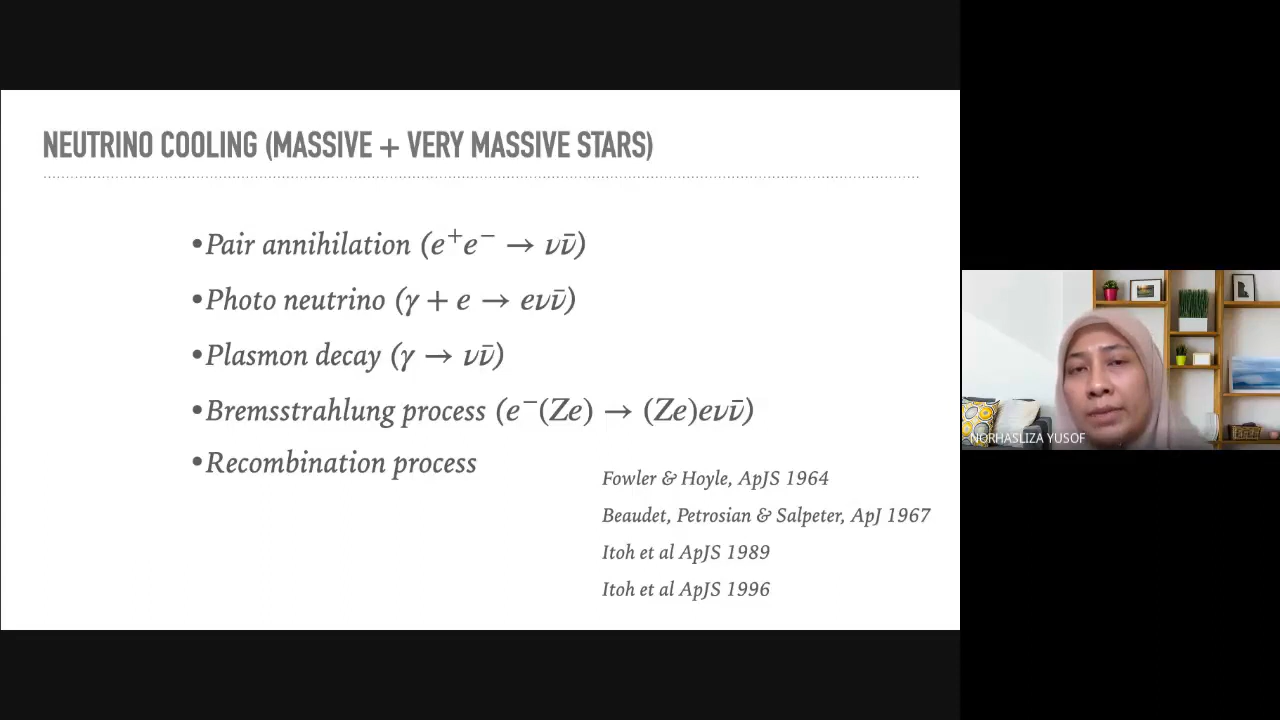 NEUTRINO COOLING (MASSIVE + VERY MASSIVE STARS)
•Pair annihilation (e⁺e⁻ → νν̄)
•Photo neutrino (γ + e → eνν̄)
•Plasmon decay (γ → νν̄)
•Bremsstrahlung process (e⁻(Ze) → (Ze)eνν̄)
•Recombination process
Fowler & Hoyle, ApJS 1964
Beaudet, Petrosian & Salpeter, ApJ 1967
Itoh et al ApJS 1989
Itoh et al ApJS 1996
NORHASLIZA YUSOF